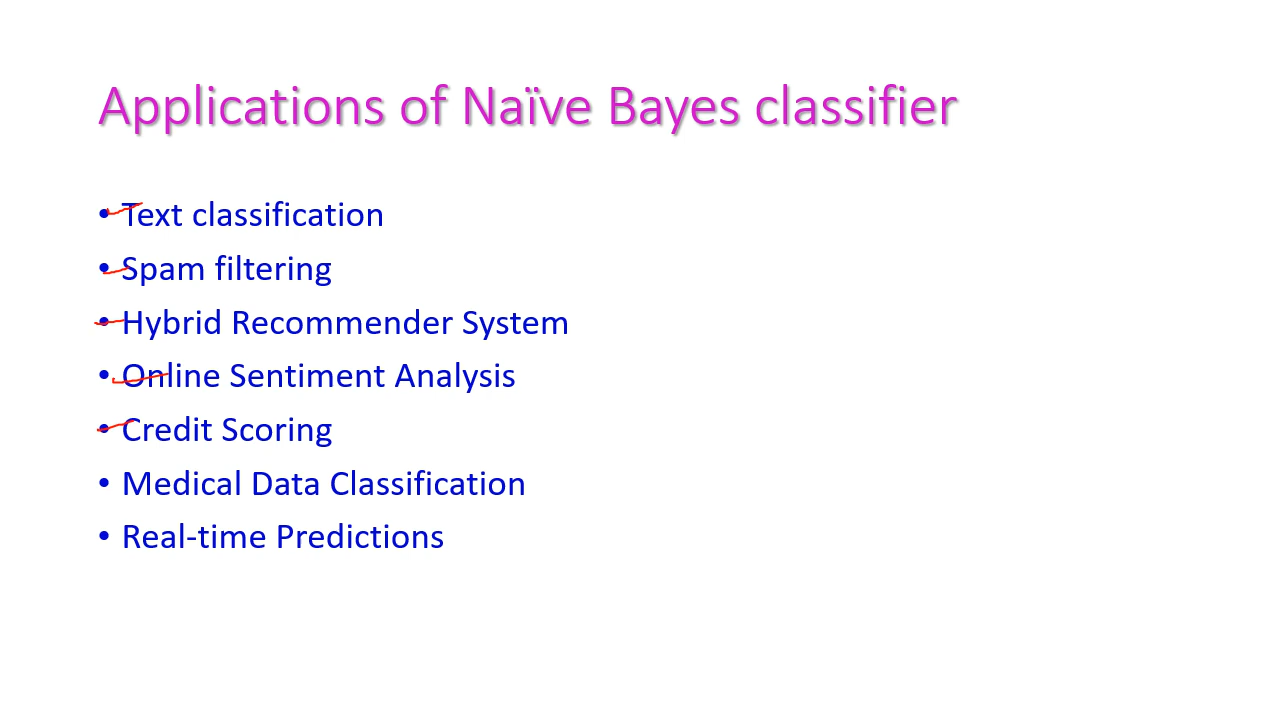 Applications of Naïve Bayes classifier
• Text classification
• Spam filtering
• Hybrid Recommender System
• Online Sentiment Analysis
• Credit Scoring
• Medical Data Classification
• Real-time Predictions